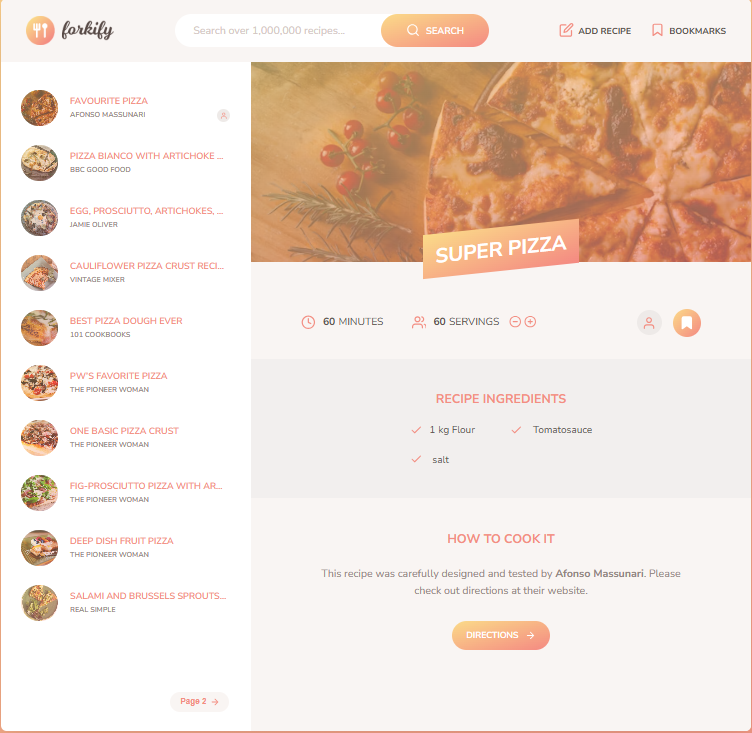 forkify
Search over 1,000,000 recipes...
SEARCH
ADD RECIPE
BOOKMARKS
FAVOURITE PIZZA
AFONSO MASSUNARI
PIZZA BIANCO WITH ARTICHOKE ...
BBC GOOD FOOD
EGG, PROSCIUTTO, ARTICHOKES, ...
JAMIE OLIVER
CAULIFLOWER PIZZA CRUST RECI...
VINTAGE MIXER
BEST PIZZA DOUGH EVER
101 COOKBOOKS
PW'S FAVORITE PIZZA
THE PIONEER WOMAN
ONE BASIC PIZZA CRUST
THE PIONEER WOMAN
FIG-PROSCIUTTO PIZZA WITH AR...
THE PIONEER WOMAN
DEEP DISH FRUIT PIZZA
THE PIONEER WOMAN
SALAMI AND BRUSSELS SPROUTS...
REAL SIMPLE
Page 2
SUPER PIZZA
60 MINUTES
60 SERVINGS
RECIPE INGREDIENTS
1 kg Flour
Tomatosauce
salt
HOW TO COOK IT
This recipe was carefully designed and tested by Afonso Massunari. Please
check out directions at their website.
DIRECTIONS